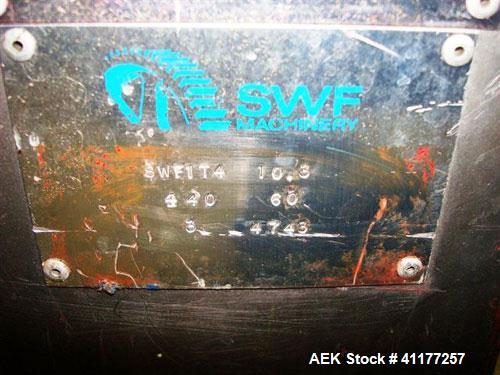 SWF
MACHINERY
SWF1T4 10.3
440 60
3 4743
AEK Stock # 41177257